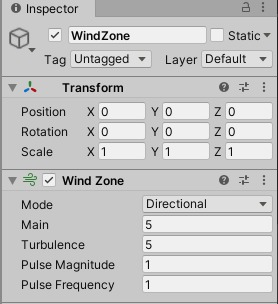 Inspector
WindZone Static
Tag Untagged Layer Default
Transform
Position X 0 Y 0 Z 0
Rotation X 0 Y 0 Z 0
Scale X 1 Y 1 Z 1
Wind Zone
Mode Directional
Main 5
Turbulence 5
Pulse Magnitude 1
Pulse Frequency 1